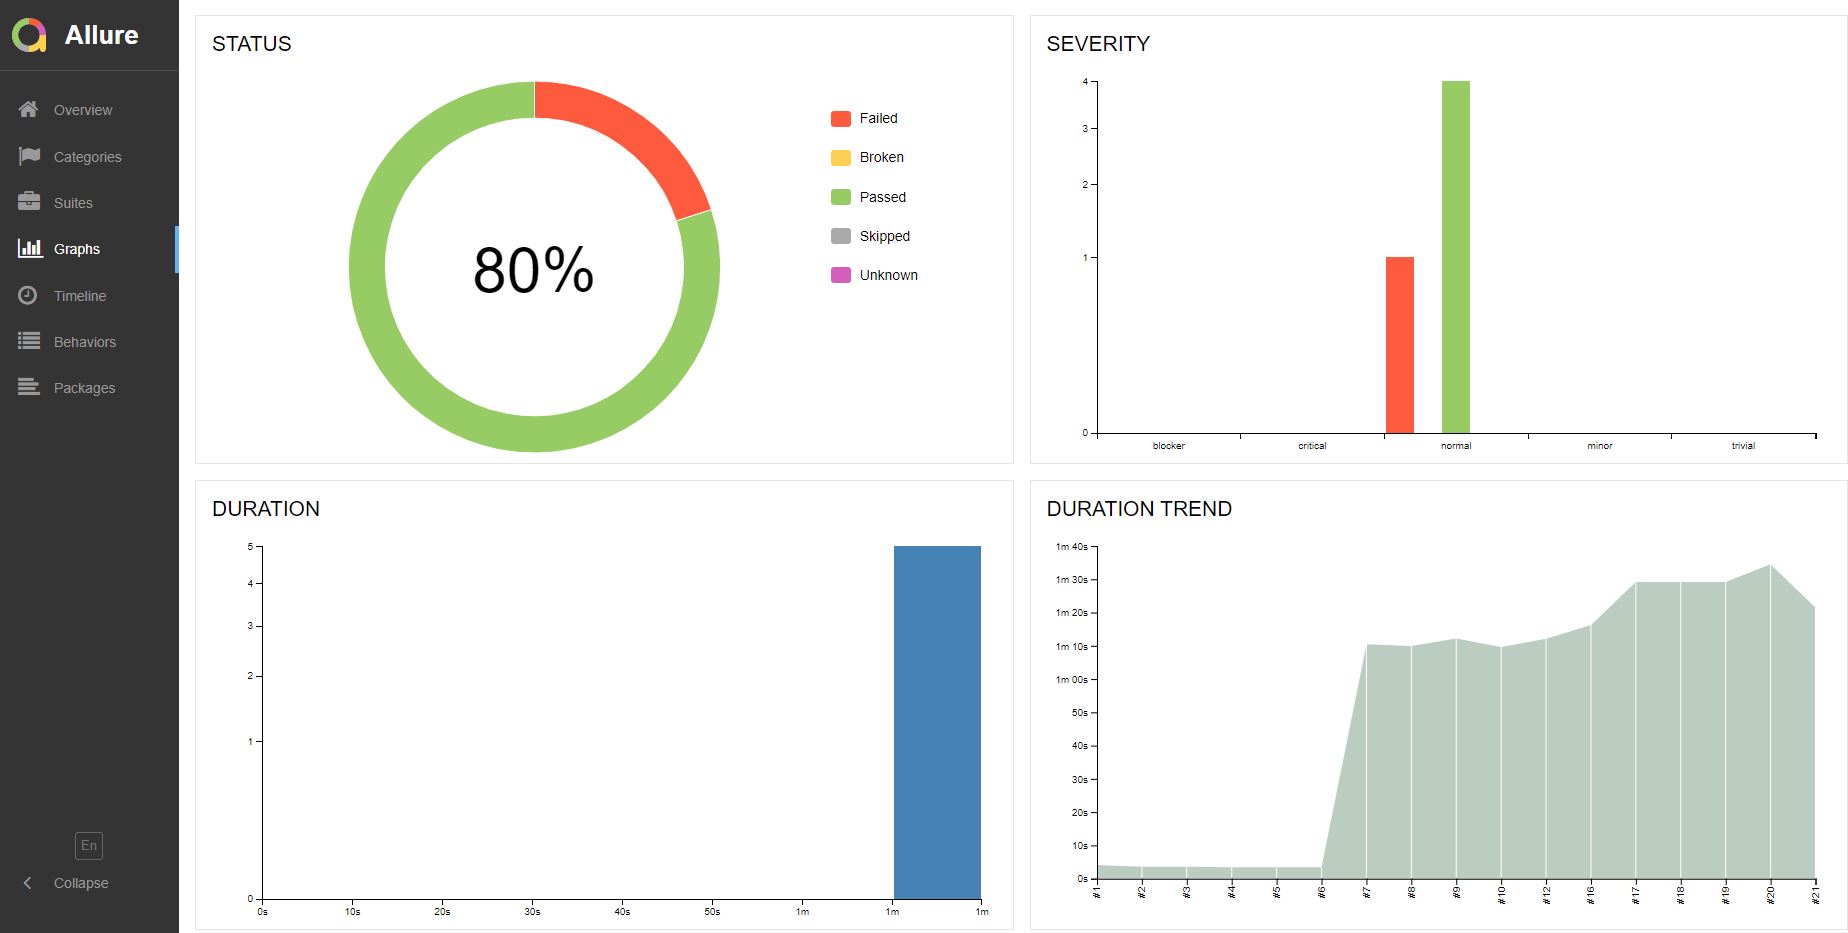 Allure
Overview
Categories
Suites
Graphs
Timeline
Behaviors
Packages
En
Collapse
STATUS
80%
Failed
Broken
Passed
Skipped
Unknown
SEVERITY
4
3
2
1
0
blocker critical normal minor trivial
DURATION
5
4
3
2
1
0
0s 10s 20s 30s 40s 50s 1m 1m 1m
DURATION TREND
1m 40s
1m 30s
1m 20s
1m 10s
1m 00s
50s
40s
30s
20s
10s
0s
#1 #2 #3 #4 #5 #6 #7 #8 #9 #10 #12 #16 #17 #18 #19 #20 #21